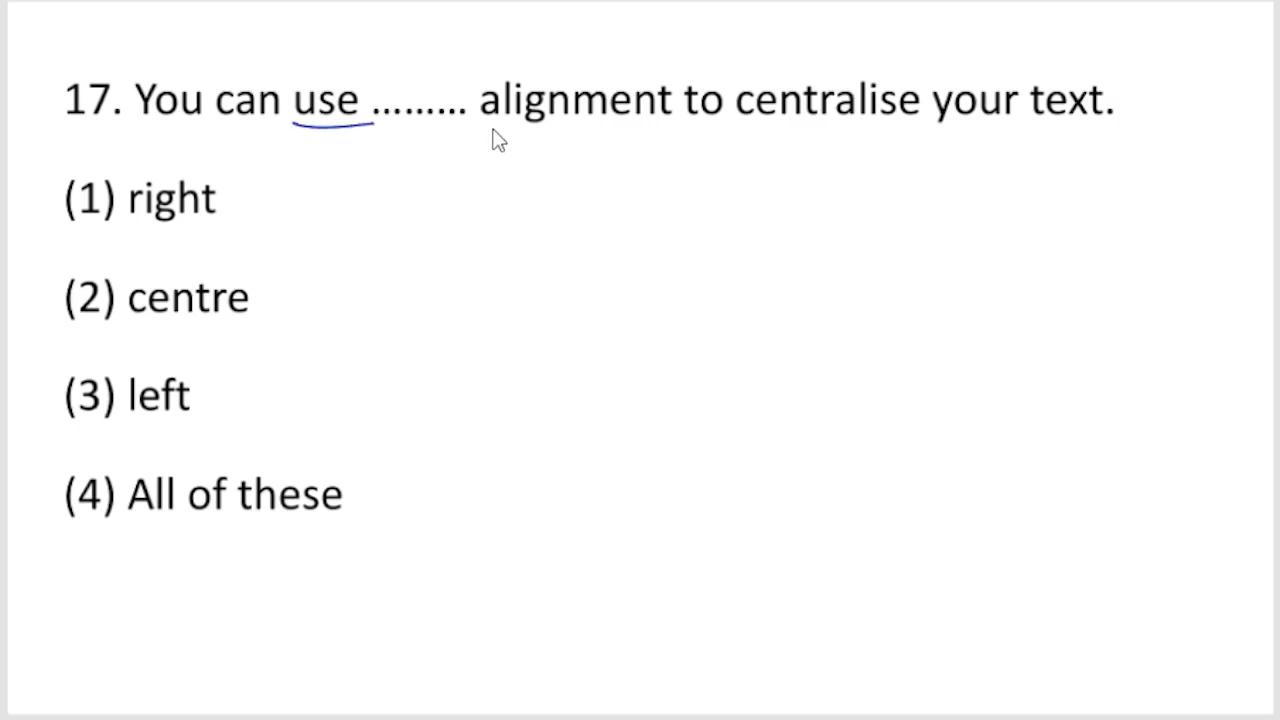 17. You can use ......... alignment to centralise your text.
(1) right
(2) centre
(3) left
(4) All of these